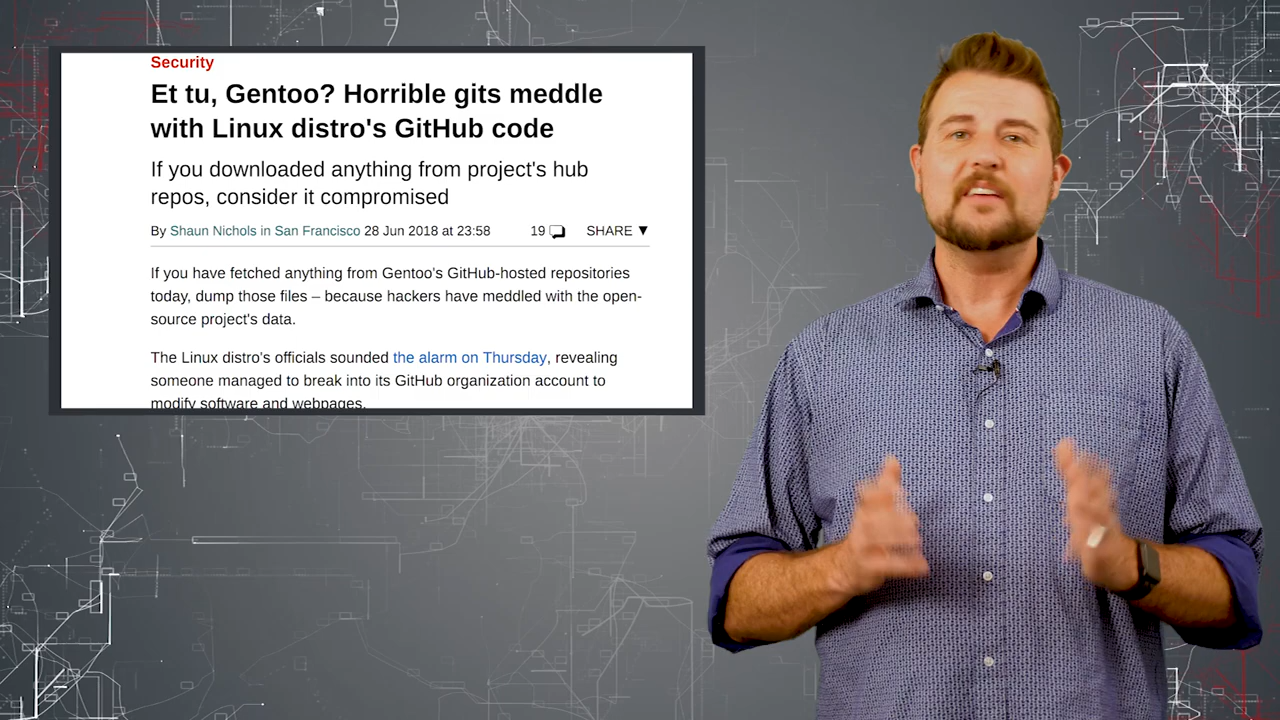 Security
Et tu, Gentoo? Horrible gits meddle
with Linux distro's GitHub code
If you downloaded anything from project's hub
repos, consider it compromised
By Shaun Nichols in San Francisco 28 Jun 2018 at 23:58 19 SHARE ▼
If you have fetched anything from Gentoo's GitHub-hosted repositories
today, dump those files – because hackers have meddled with the open-
source project's data.
The Linux distro's officials sounded the alarm on Thursday, revealing
someone managed to break into its GitHub organization account to
modify software and webpages.